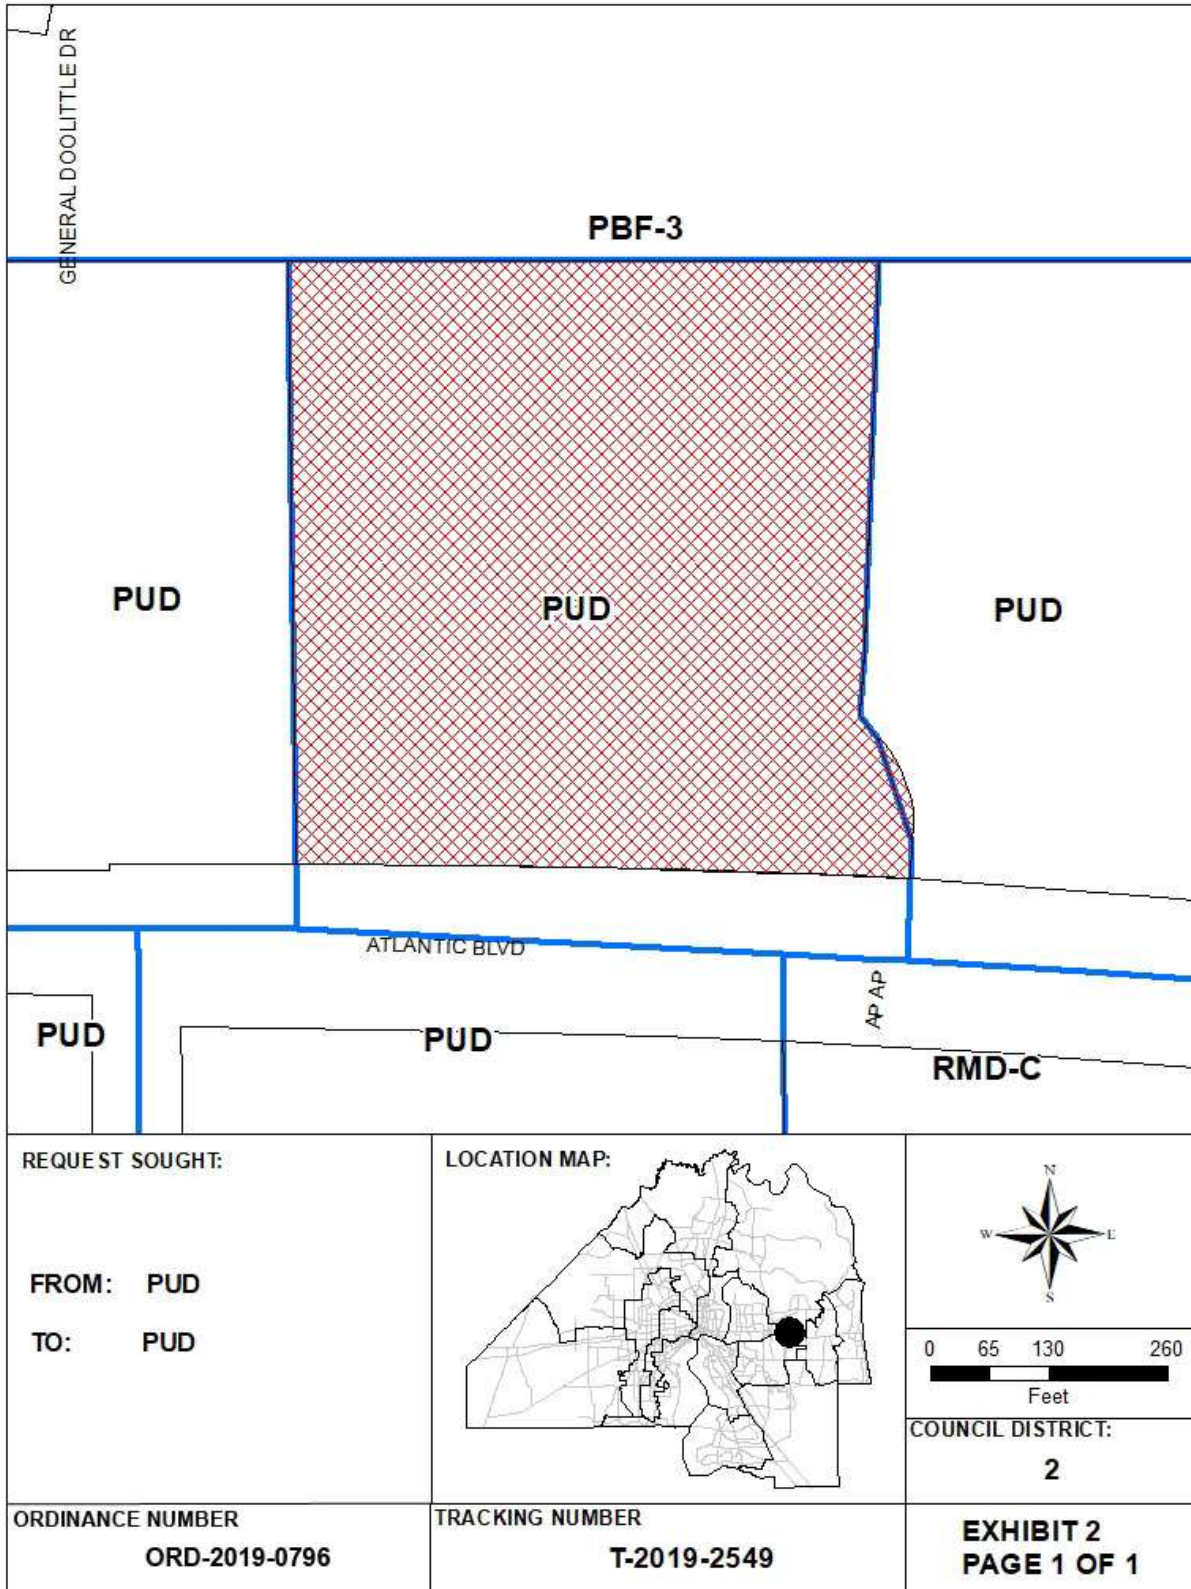 GENERAL DOOLITTLE DR
PBF-3
PUD
PUD
PUD
ATLANTIC BLVD
AP AP
PUD
PUD
RMD-C
REQUEST SOUGHT:
FROM: PUD
TO: PUD
LOCATION MAP:
N
W E
S
0 65 130 260
Feet
COUNCIL DISTRICT:
2
ORDINANCE NUMBER
ORD-2019-0796
TRACKING NUMBER
T-2019-2549
EXHIBIT 2
PAGE 1 OF 1